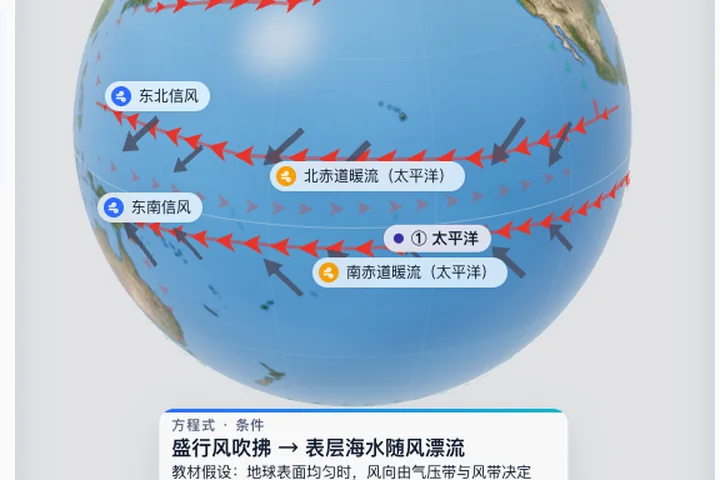 东北信风
北赤道暖流（太平洋）
东南信风
① 太平洋
南赤道暖流（太平洋）
方程式 · 条件
盛行风吹拂 → 表层海水随风漂流
教材假设：地球表面均匀时，风向由气压带与风带决定